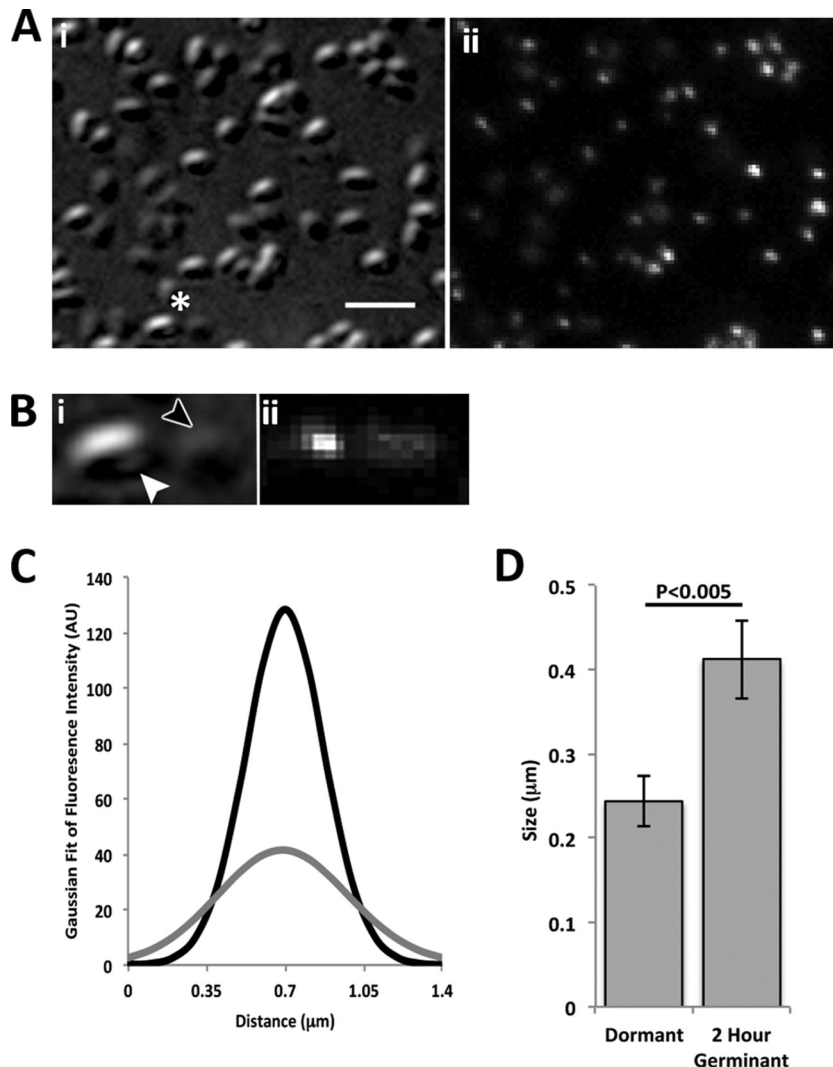 A
i
ii
*
B
i
ii
C
Gaussian Fit of Fluoresence Intensity (AU)
140
120
100
80
60
40
20
0
0 0.35 0.7 1.05 1.4
Distance (μm)
D
P<0.005
Size (μm)
0.5
0.4
0.3
0.2
0.1
0
Dormant
2 Hour
Germinant